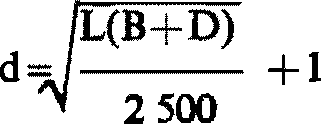 d=√(L(B+D)/2 500) +1